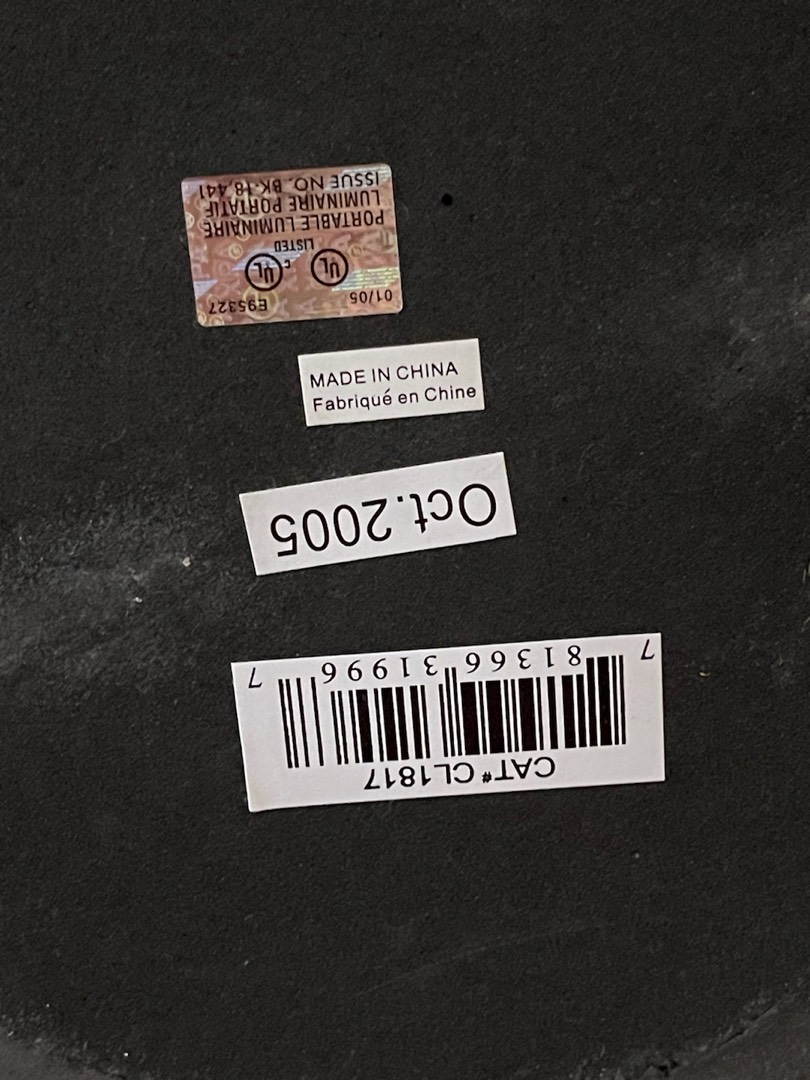 ISSUE NO. BK-18,441
LUMINAIRE PORTATIF
PORTABLE LUMINAIRE
LISTED
UL c UL
01/05 E95327
MADE IN CHINA
Fabriqué en Chine
Oct.2005
CAT# CL1817
7 81366 31996 7